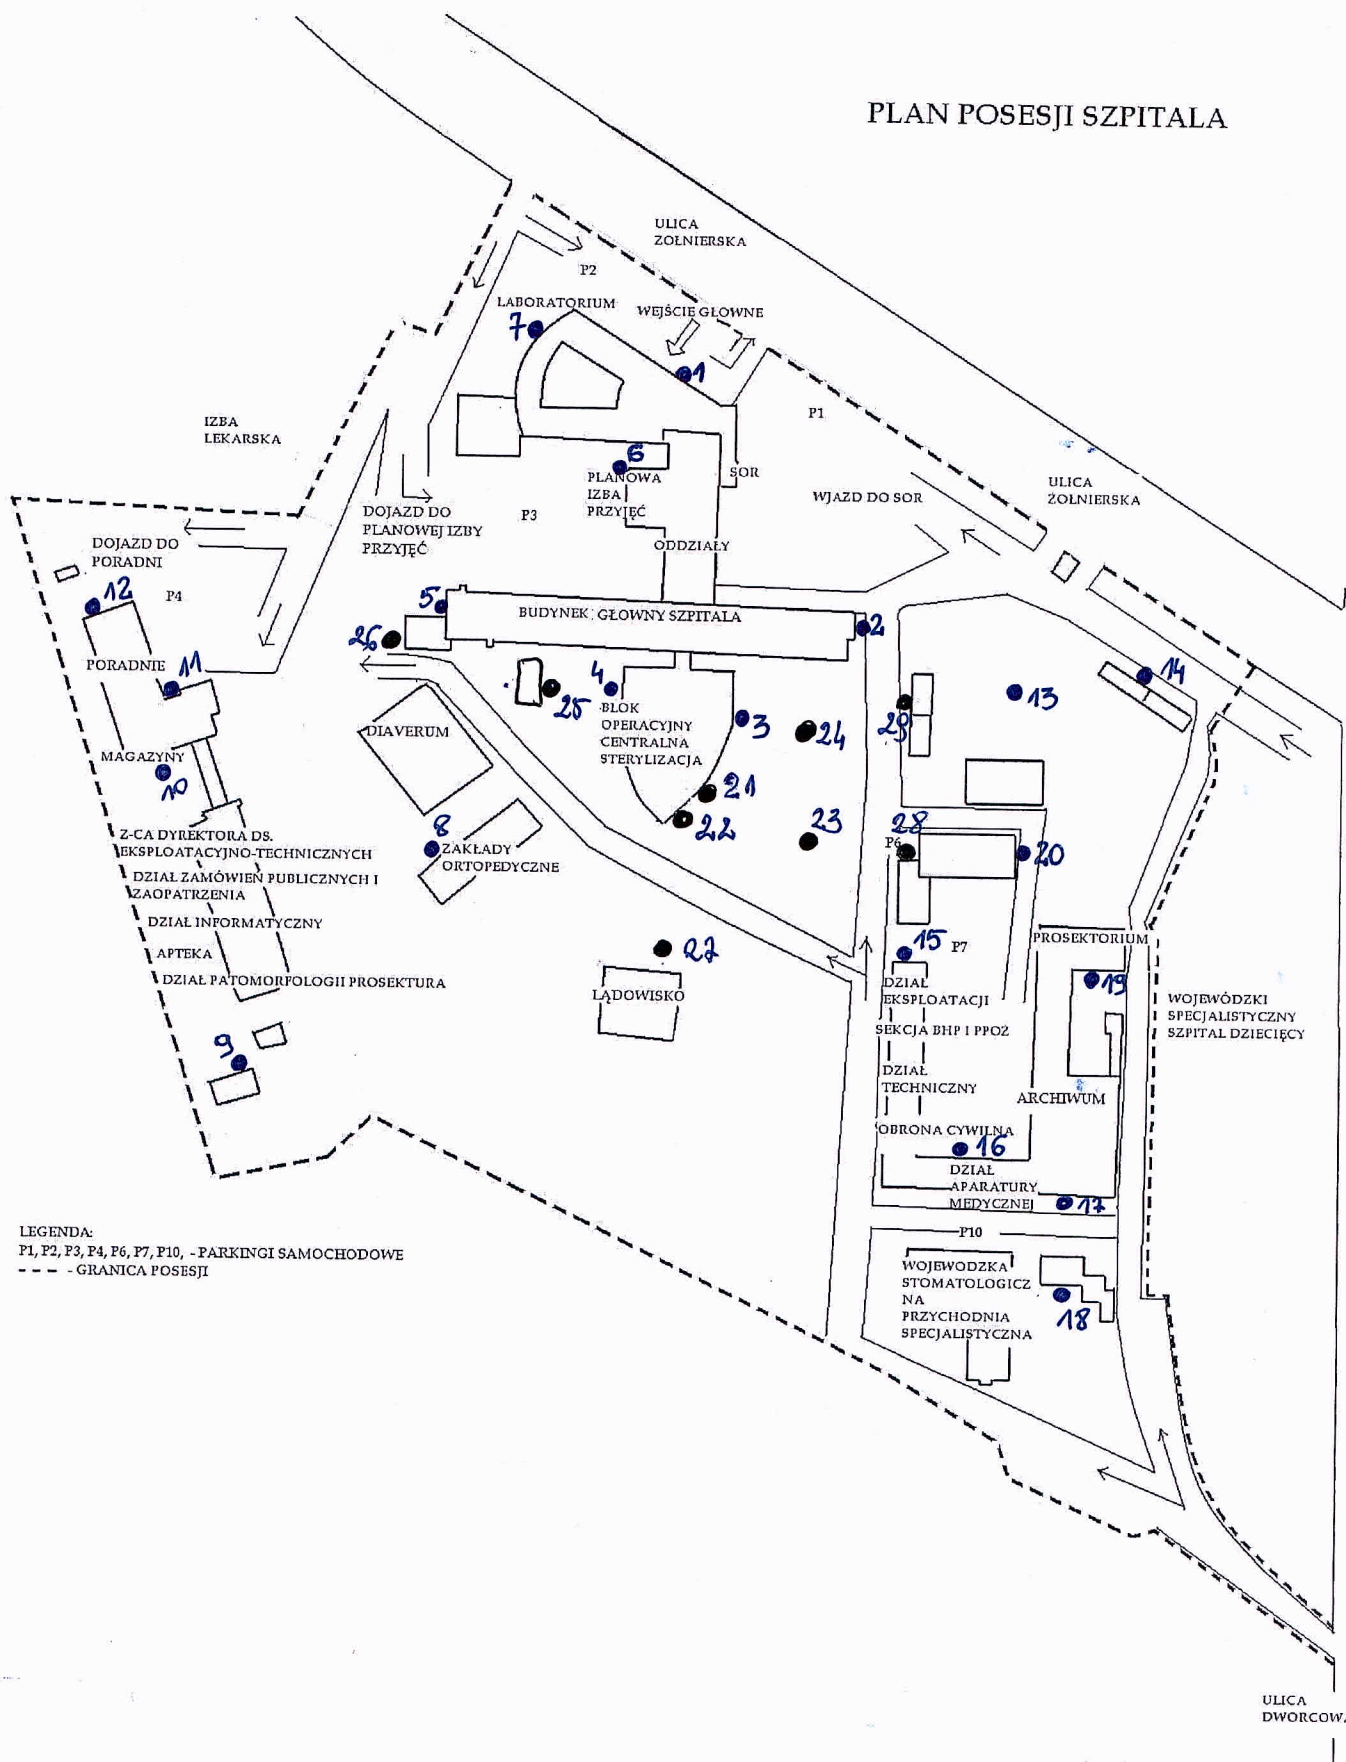 PLAN POSESJI SZPITALA
ULICA
ZOŁNIERSKA
P2
LABORATORIUM
WEJŚCIE GŁOWNE
7
1
P1
IZBA
LEKARSKA
6
PLANOWA
IZBA
PRZYJĘĆ
SOR
WJAZD DO SOR
ULICA
ŻOŁNIERSKA
DOJAZD DO
PLANOWEJ IZBY
PRZYJĘĆ
P3
ODDZIAŁY
DOJAZD DO
PORADNI
12
P4
5
BUDYNEK GŁOWNY SZPITALA
2
26
PORADNIE
11
4
25
14
13
BLOK
OPERACYJNY
CENTRALNA
STERYLIZACJA
3
24
29
DIAVERUM
MAGAZYNY
10
21
22
23
28
P6
20
8
ZAKŁADY
ORTOPEDYCZNE
Z-CA DYREKTORA DS.
EKSPLOATACYJNO-TECHNICZNYCH
DZIAŁ ZAMÓWIEŃ PUBLICZNYCH I
ZAOPATRZENIA
DZIAŁ INFORMATYCZNY
APTEKA
DZIAŁ PATOMORFOLOGII PROSEKTURA
27
LĄDOWISKO
15
P7
PROSEKTORIUM
19
DZIAŁ
EKSPLOATACJI
SEKCJA BHP I PPOŻ
DZIAŁ
TECHNICZNY
WOJEWÓDZKI
SPECJALISTYCZNY
SZPITAL DZIECIĘCY
9
ARCHIWUM
OBRONA CYWILNA
16
DZIAŁ
APARATURY
MEDYCZNEJ
17
P10
LEGENDA:
P1, P2, P3, P4, P6, P7, P10, - PARKINGI SAMOCHODOWE
- GRANICA POSESJI
WOJEWODZKA
STOMATOLOGICZ
NA
PRZYCHODNIA
SPECJALISTYCZNA
18
ULICA
DWORCOWA